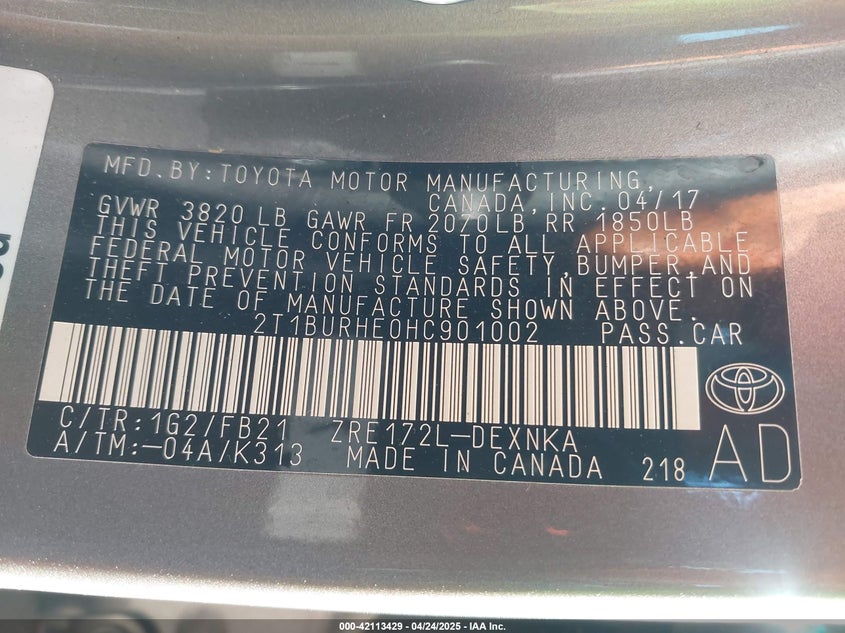 MFD.BY:TOYOTA MOTOR MANUFACTURING,
CANADA,INC.04/17
GVWR 3820 LB GAWR FR 2070LB RR 1850LB
THIS VEHICLE CONFORMS TO ALL APPLICABLE
FEDERAL MOTOR VEHICLE SAFETY,BUMPER,AND
THEFT PREVENTION STANDARDS IN EFFECT ON
THE DATE OF MANUFACTURE SHOWN ABOVE.
2T1BURHE0HC901002 PASS.CAR
C/TR:1G2/FB21 ZRE172L-DEXNKA
A/TM:-04A/K313 MADE IN CANADA 218
AD
000-42113429 - 04/24/2025 - IAA Inc.